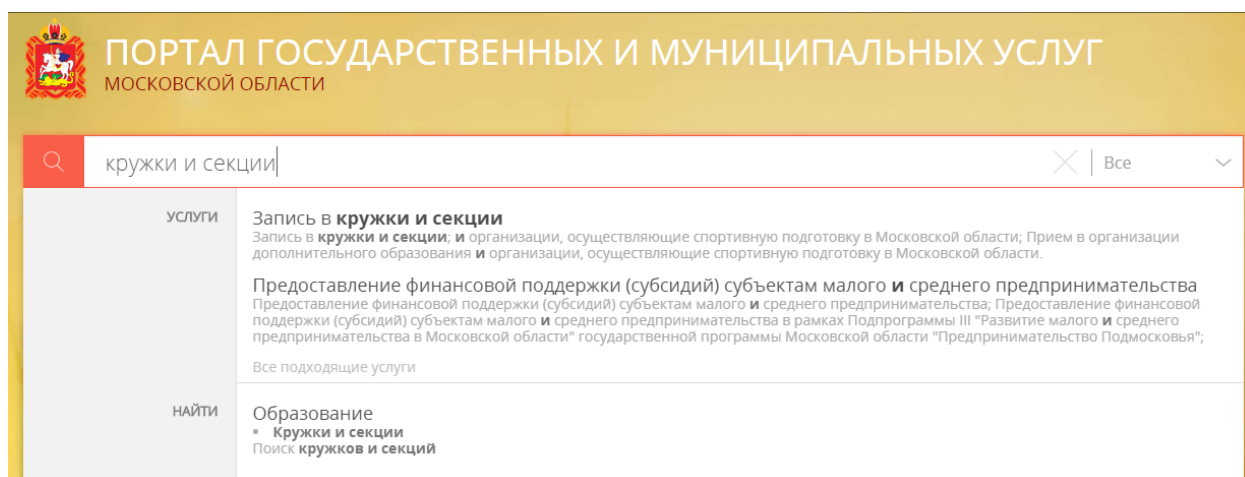 ПОРТАЛ ГОСУДАРСТВЕННЫХ И МУНИЦИПАЛЬНЫХ УСЛУГ
МОСКОВСКОЙ ОБЛАСТИ
кружки и секции
Все
УСЛУГИ
Запись в кружки и секции
Запись в кружки и секции; и организации, осуществляющие спортивную подготовку в Московской области; Прием в организации
дополнительного образования и организации, осуществляющие спортивную подготовку в Московской области.
Предоставление финансовой поддержки (субсидий) субъектам малого и среднего предпринимательства
Предоставление финансовой поддержки (субсидий) субъектам малого и среднего предпринимательства; Предоставление финансовой
поддержки (субсидий) субъектам малого и среднего предпринимательства в рамках Подпрограммы III "Развитие малого и среднего
предпринимательства в Московской области" государственной программы Московской области "Предпринимательство Подмосковья";
Все подходящие услуги
НАЙТИ
Образование
• Кружки и секции
Поиск кружков и секций